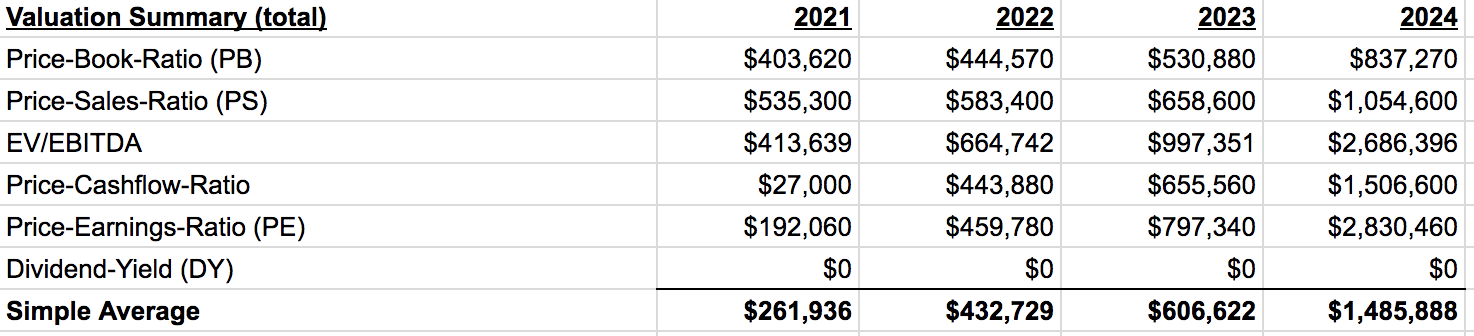 Valuation Summary (total) 2021 2022 2023 2024
Price-Book-Ratio (PB) $403,620 $444,570 $530,880 $837,270
Price-Sales-Ratio (PS) $535,300 $583,400 $658,600 $1,054,600
EV/EBITDA $413,639 $664,742 $997,351 $2,686,396
Price-Cashflow-Ratio $27,000 $443,880 $655,560 $1,506,600
Price-Earnings-Ratio (PE) $192,060 $459,780 $797,340 $2,830,460
Dividend-Yield (DY) $0 $0 $0 $0
Simple Average $261,936 $432,729 $606,622 $1,485,888